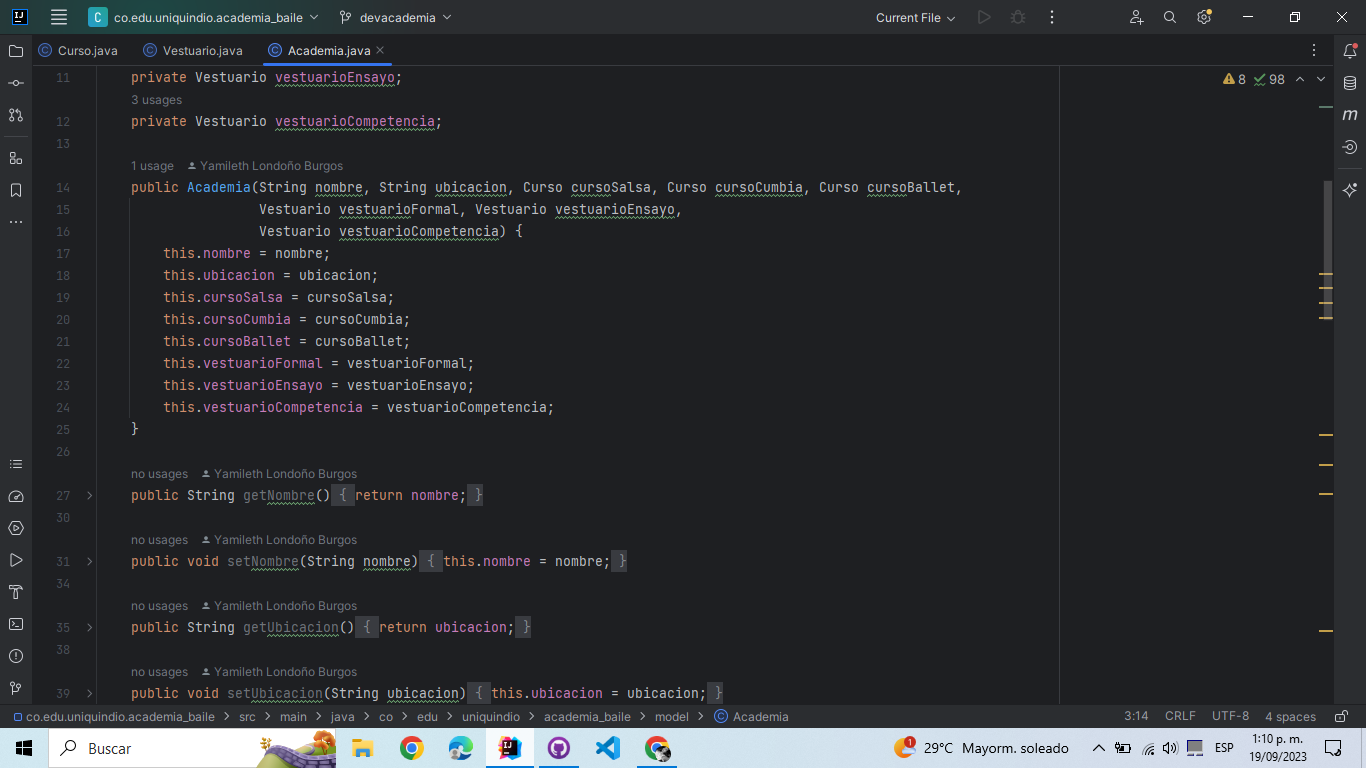 co.edu.uniquindio.academia_baile devacademia Current File
Curso.java Vestuario.java Academia.java
8 98
11 private Vestuario vestuarioEnsayo;
3 usages
12 private Vestuario vestuarioCompetencia;
13
1 usage Yamileth Londoño Burgos
14 public Academia(String nombre, String ubicacion, Curso cursoSalsa, Curso cursoCumbia, Curso cursoBallet,
15 Vestuario vestuarioFormal, Vestuario vestuarioEnsayo,
16 Vestuario vestuarioCompetencia) {
17 this.nombre = nombre;
18 this.ubicacion = ubicacion;
19 this.cursoSalsa = cursoSalsa;
20 this.cursoCumbia = cursoCumbia;
21 this.cursoBallet = cursoBallet;
22 this.vestuarioFormal = vestuarioFormal;
23 this.vestuarioEnsayo = vestuarioEnsayo;
24 this.vestuarioCompetencia = vestuarioCompetencia;
25 }
26
no usages Yamileth Londoño Burgos
27 public String getNombre() { return nombre; }
30
no usages Yamileth Londoño Burgos
31 public void setNombre(String nombre) { this.nombre = nombre; }
34
no usages Yamileth Londoño Burgos
35 public String getUbicacion() { return ubicacion; }
38
no usages Yamileth Londoño Burgos
39 public void setUbicacion(String ubicacion) { this.ubicacion = ubicacion; }
co.edu.uniquindio.academia_baile > src > main > java > co > edu > uniquindio > academia_baile > model > Academia 3:14 CRLF UTF-8 4 spaces
Buscar 1 29°C Mayorm. soleado ESP 1:10 p. m.
19/09/2023